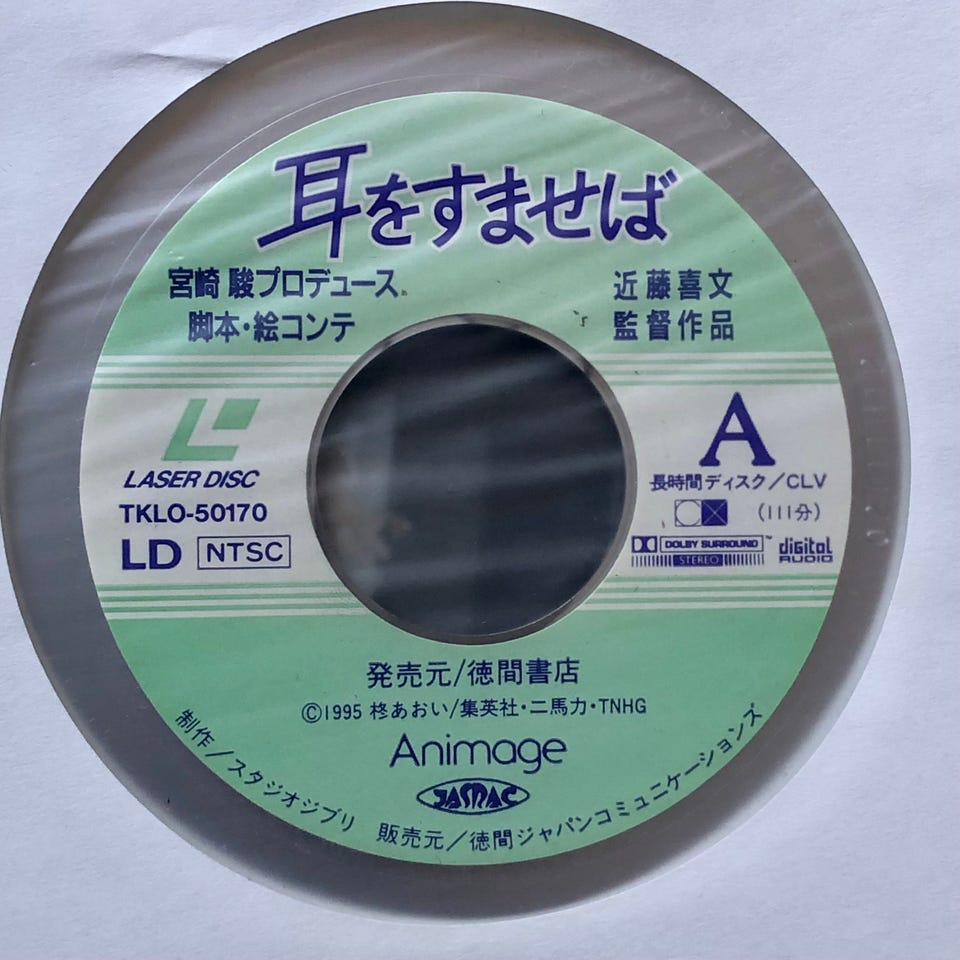 耳をすませば
宮崎 駿プロデュース
脚本・絵コンテ
近藤喜文
監督作品
LASER DISC
TKLO-50170
LD NTSC
A
長時間ディスク/CLV
(111分)
DOLBY SURROUND™
STEREO
digital
AUDIO
発売元/徳間書店
©1995 柊あおい/集英社・二馬力・TNHG
Animage
JASRAC
制作/スタジオジブリ 販売元/徳間ジャパンコミュニケーションズ